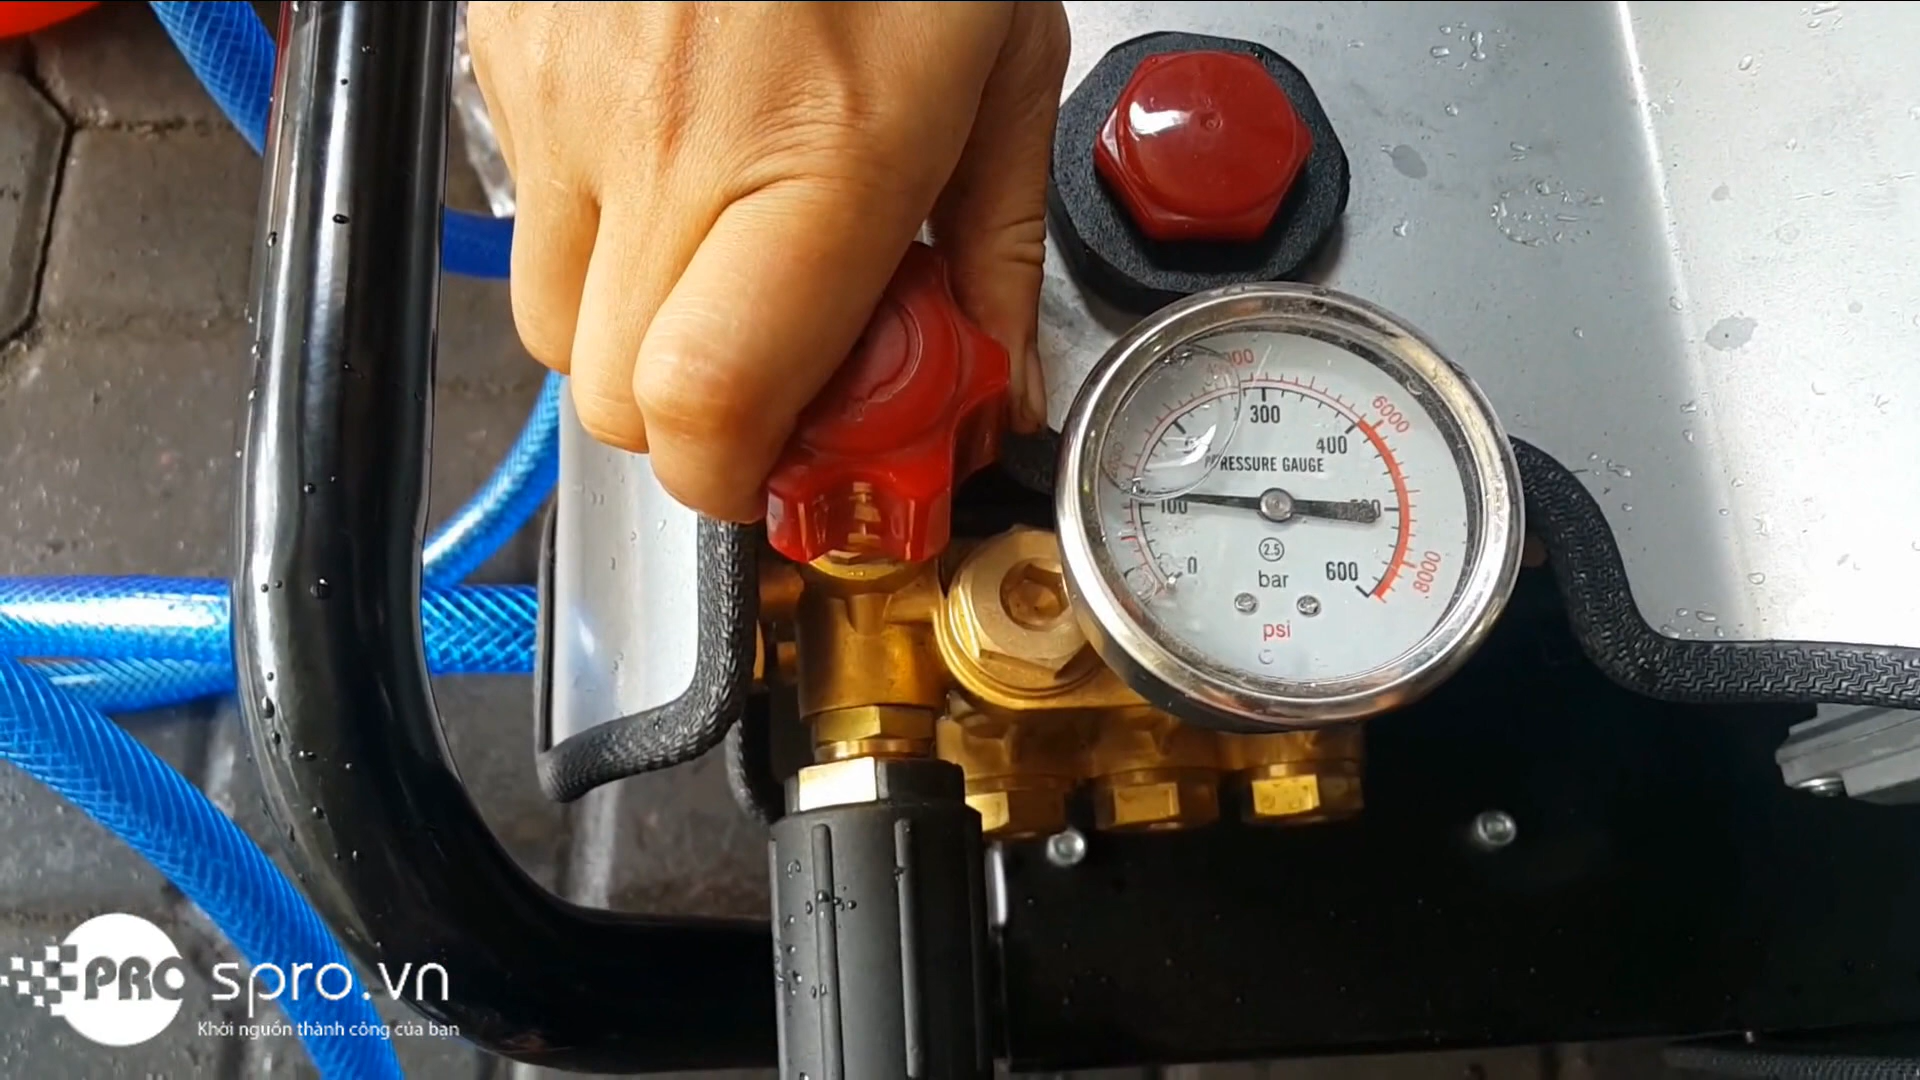 6000
300
400
PRESSURE GAUGE
100
500
2.5
0
bar
600
8000
psi
PRO spro.vn
Khởi nguồn thành công của bạn